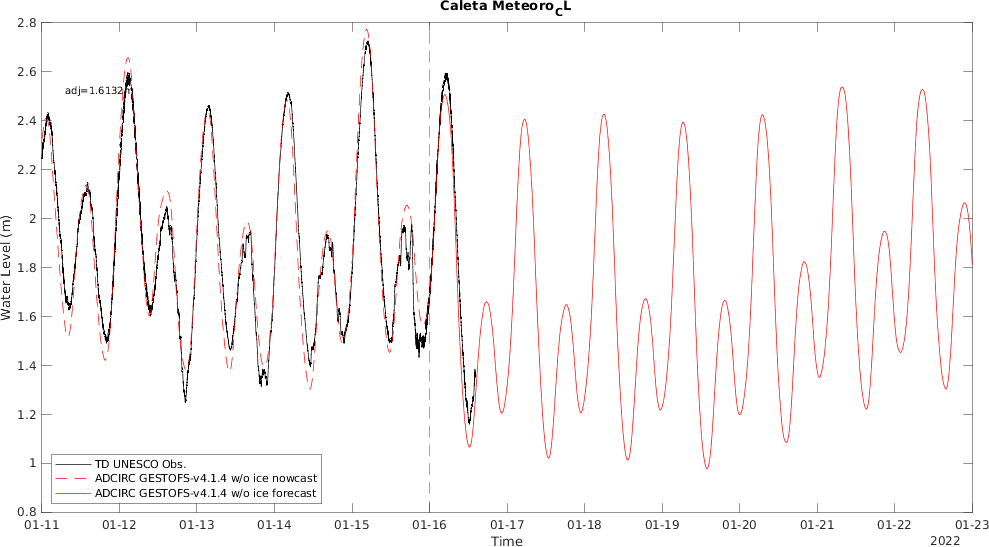 Caleta Meteoro_CL
2.8
2.6
2.4
2.2
2
1.8
1.6
1.4
1.2
1
0.8
Water Level (m)
adj=1.6132
TD UNESCO Obs.
ADCIRC GESTOFS-v4.1.4 w/o ice nowcast
ADCIRC GESTOFS-v4.1.4 w/o ice forecast
01-11 01-12 01-13 01-14 01-15 01-16 01-17 01-18 01-19 01-20 01-21 01-22 01-23
Time
2022